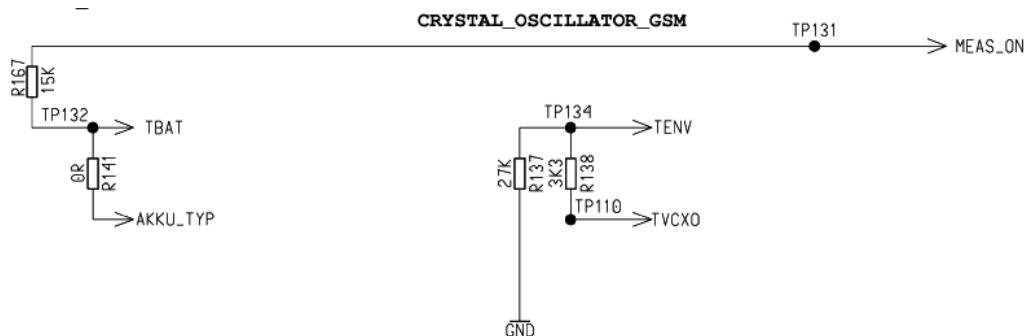 CRYSTAL_OSCILLATOR_GSM
TP131
MEAS_ON
R167
15K
TP132
TBAT
0R
R141
AKKU_TYP
TP134
TENV
27K
R137
3K3
R138
TP110
TVCXO
GND